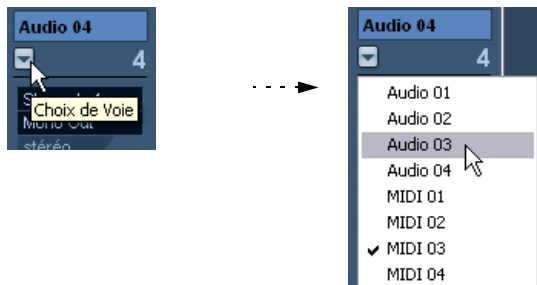 Audio 04
4
Choix de Voie
Mono Out
stéréo
Audio 04
4
Audio 01
Audio 02
Audio 03
Audio 04
MIDI 01
MIDI 02
✓ MIDI 03
MIDI 04